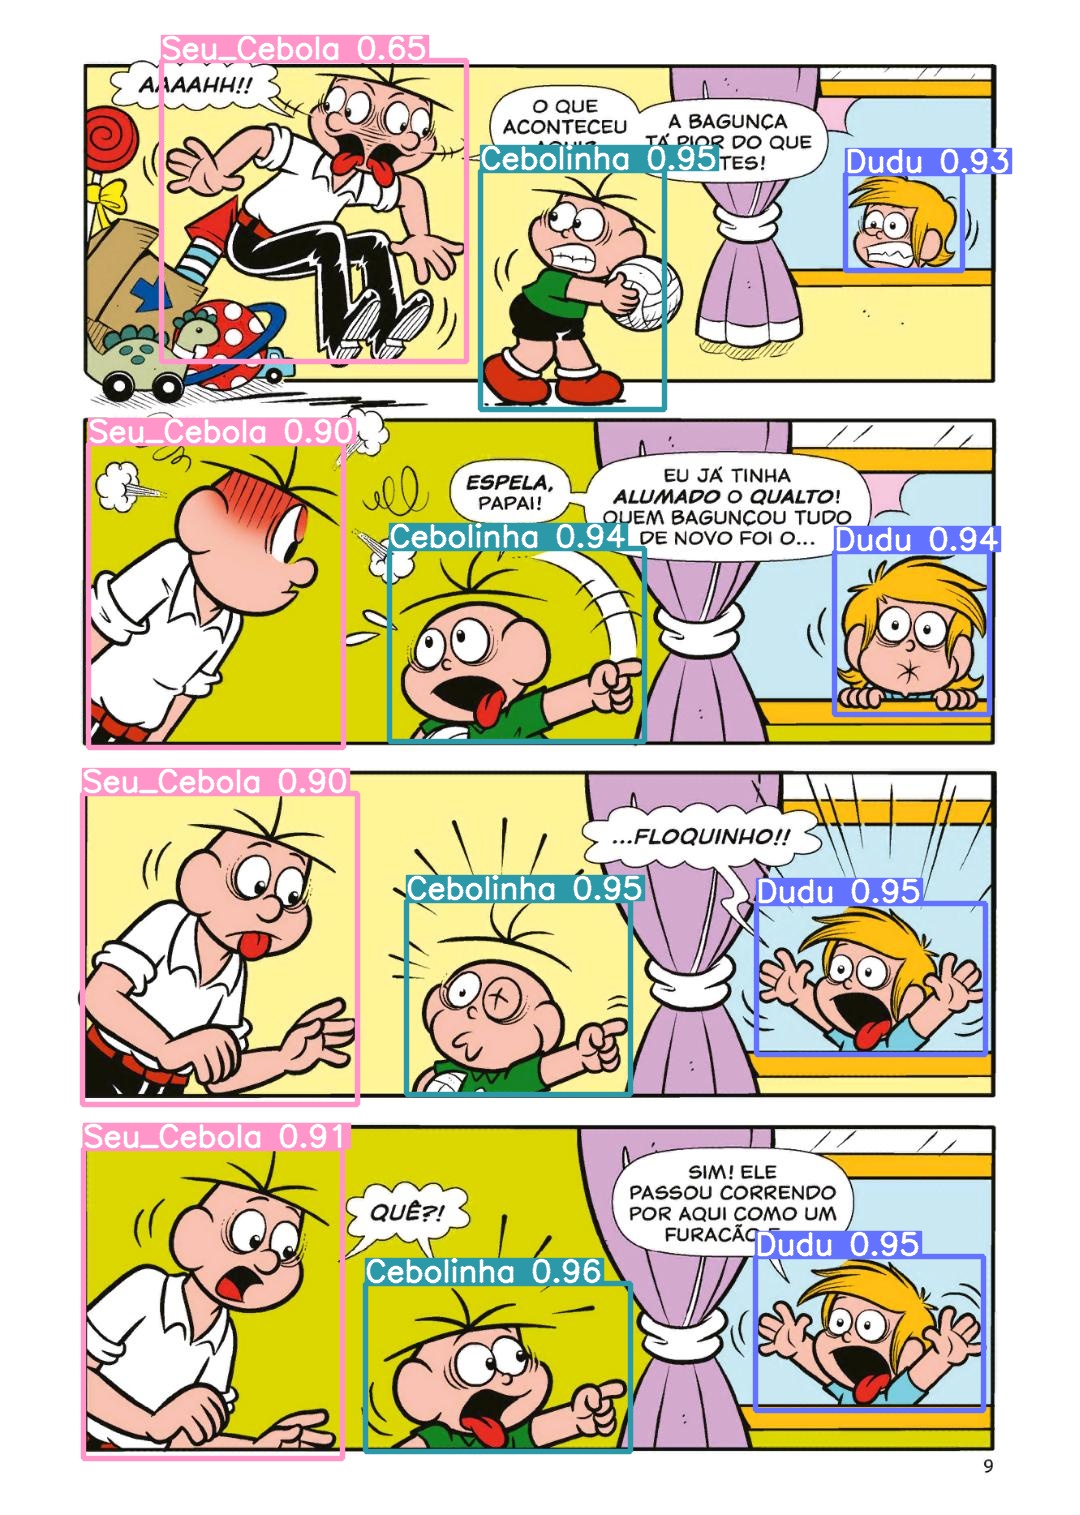 Seu_Cebola 0.65
AAAAHH!!
O QUE
ACONTECEU
A BAGUNÇA
TÁ PIOR DO QUE
Cebolinha 0.95
Dudu 0.93
Seu_Cebola 0.90
ESPELA,
PAPAI!
EU JÁ TINHA
ALUMADO O QUALTO!
QUEM BAGUNÇOU TUDO
DE NOVO FOI O...
Cebolinha 0.94
Dudu 0.94
Seu_Cebola 0.90
...FLOQUINHO!!
Cebolinha 0.95
Dudu 0.95
Seu_Cebola 0.91
QUÊ?!
SIM! ELE
PASSOU CORRENDO
POR AQUI COMO UM
FURACÃO
Cebolinha 0.96
Dudu 0.95
9